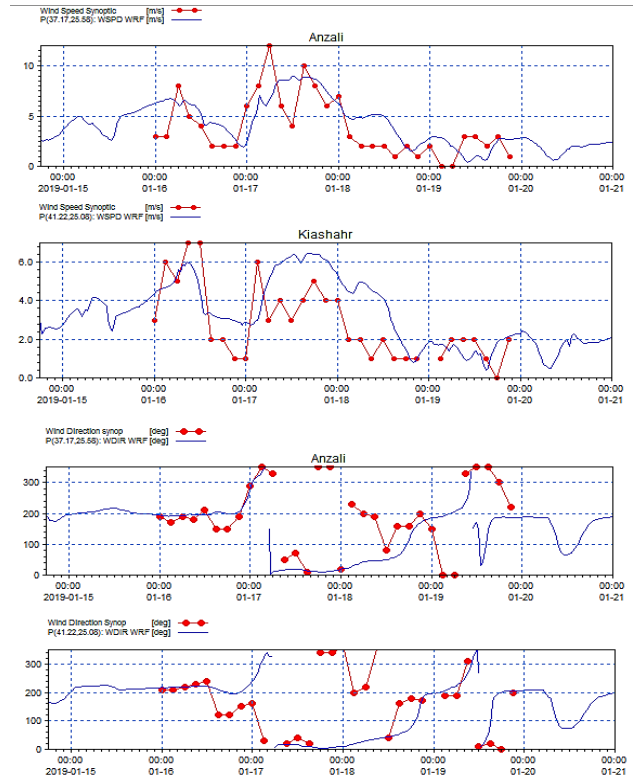 Wind Speed Synoptic [m/s]
P(37.17,25.58): WSPD WRF [m/s]
Anzali
10
5
0
00:00 00:00 00:00 00:00 00:00 00:00 00:00
2019-01-15 01-16 01-17 01-18 01-19 01-20 01-21
Wind Speed Synoptic [m/s]
P(41.22,25.08): WSPD WRF [m/s]
Kiashahr
6.0
4.0
2.0
0.0
00:00 00:00 00:00 00:00 00:00 00:00 00:00
2019-01-15 01-16 01-17 01-18 01-19 01-20 01-21
Wind Direction synop [deg]
P(37.17,25.58): WDIR WRF [deg]
Anzali
300
200
100
0
00:00 00:00 00:00 00:00 00:00 00:00 00:00
2019-01-15 01-16 01-17 01-18 01-19 01-20 01-21
Wind Direction Synop [deg]
P(41.22,25.08): WDIR WRF [deg]
300
200
100
0
00:00 00:00 00:00 00:00 00:00 00:00 00:00
2019-01-15 01-16 01-17 01-18 01-19 01-20 01-21